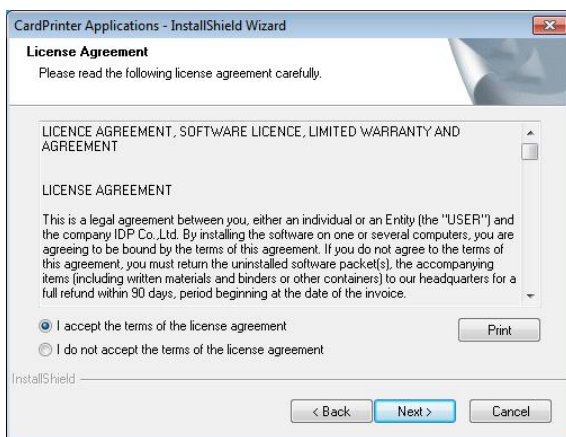 CardPrinter Applications - InstallShield Wizard
License Agreement
Please read the following license agreement carefully.
LICENCE AGREEMENT, SOFTWARE LICENCE, LIMITED WARRANTY AND
AGREEMENT
LICENSE AGREEMENT
This is a legal agreement between you, either an individual or an Entity (the "USER") and
the company IDP Co.,Ltd. By installing the software on one or several computers, you are
agreeing to be bound by the terms of this agreement. If you do not agree to the terms of
this agreement, you must return the uninstalled software packet(s), the accompanying
items (including written materials and binders or other containers) to our headquarters for a
full refund within 90 days, period beginning at the date of the invoice.
I accept the terms of the license agreement
Print
I do not accept the terms of the license agreement
InstallShield
< Back Next > Cancel